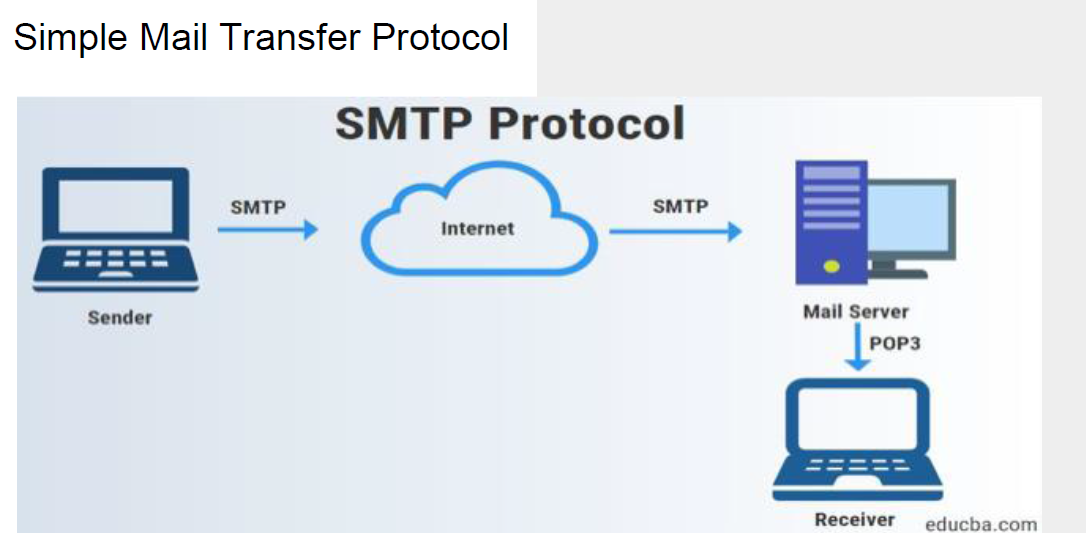 Simple Mail Transfer Protocol
SMTP Protocol
SMTP
SMTP
Internet
Sender
Mail Server
POP3
Receiver
educba.com